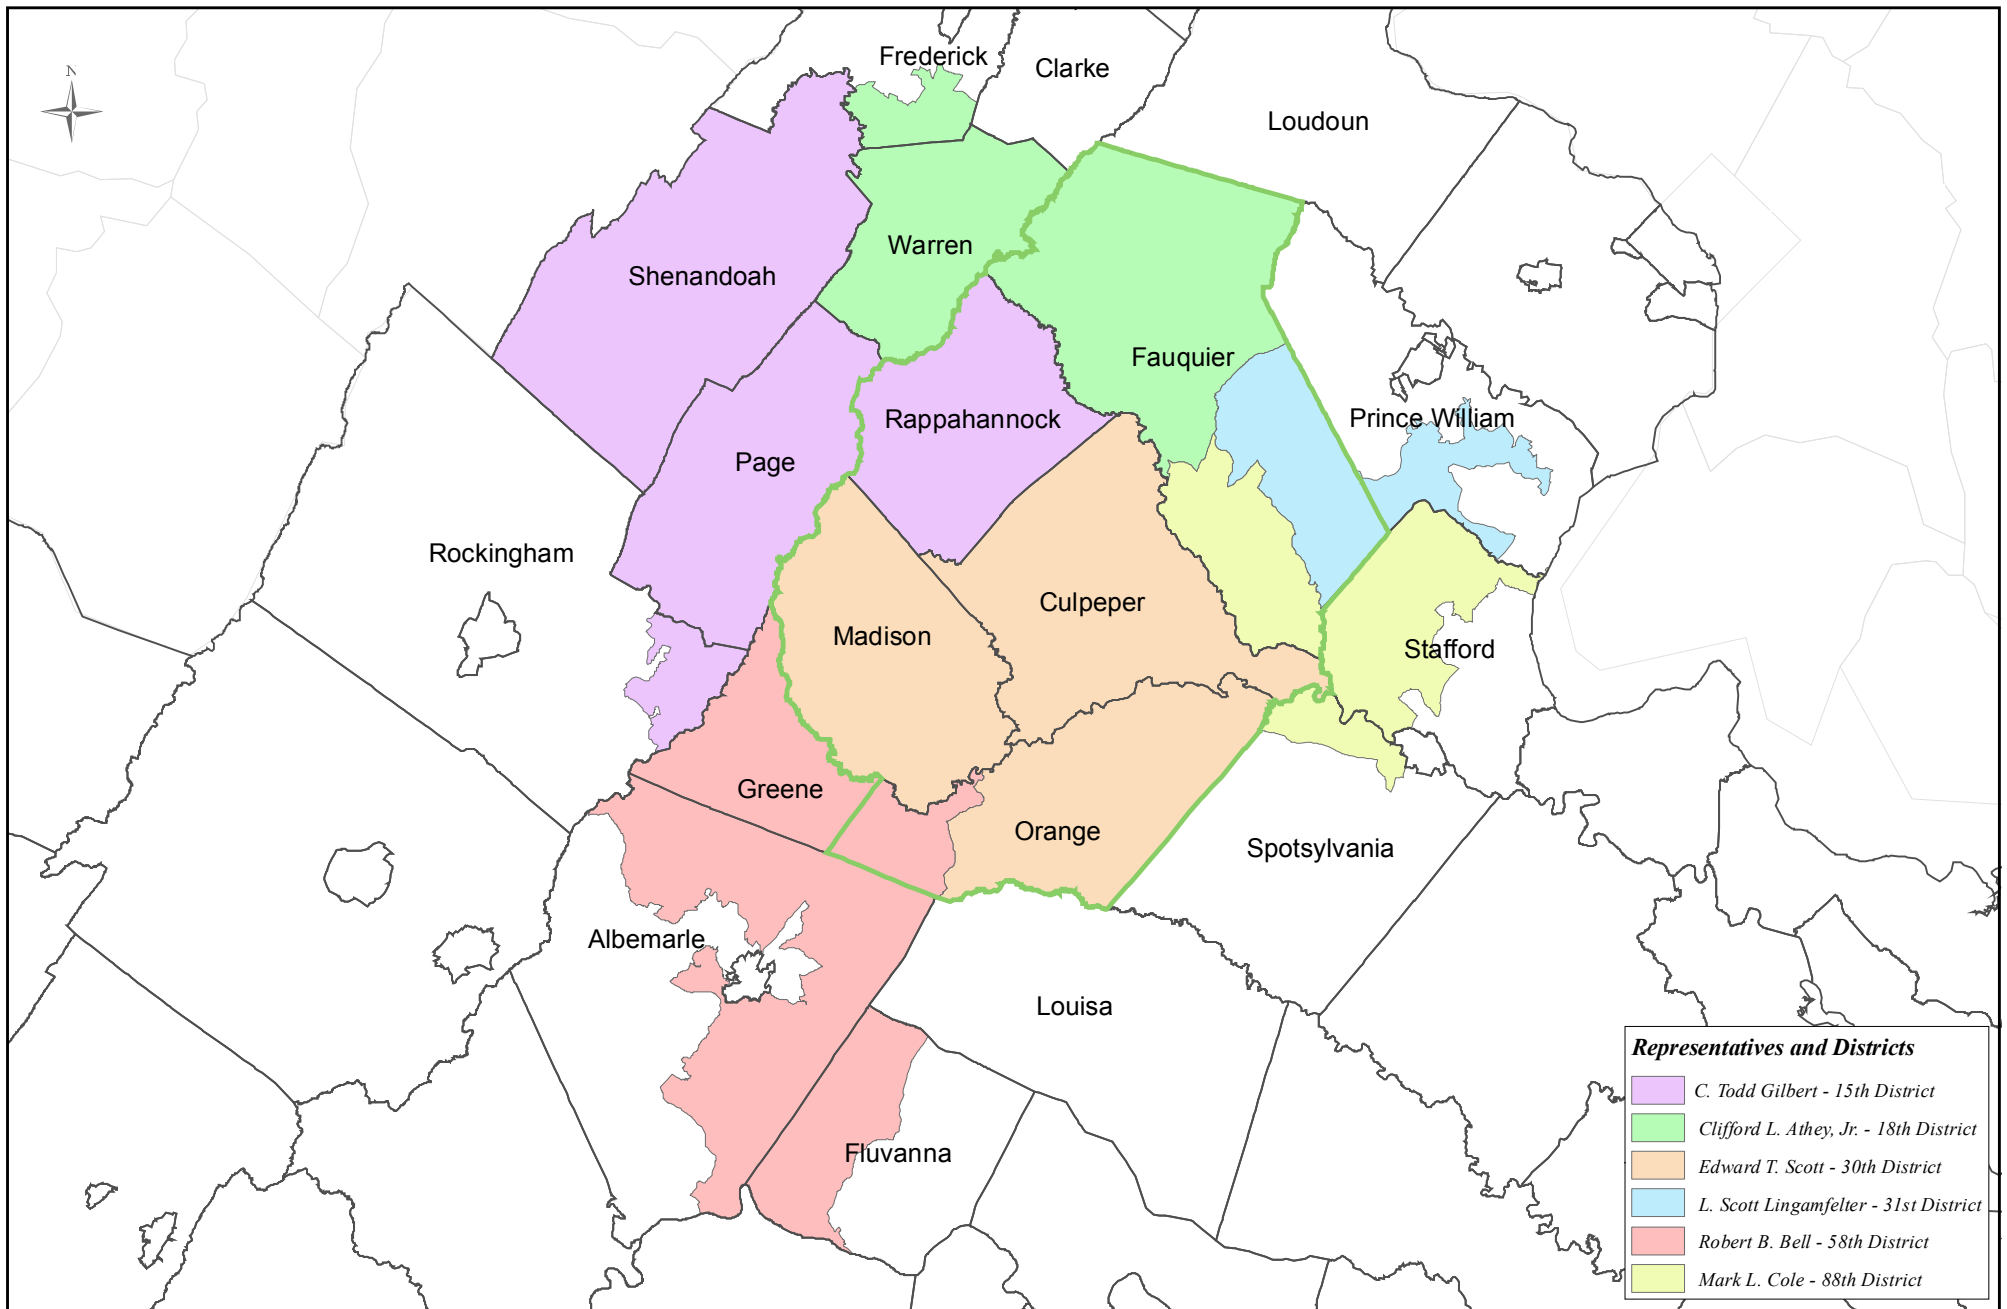 N
Frederick
Clarke
Loudoun
Warren
Shenandoah
Fauquier
Rappahannock
Prince William
Page
Rockingham
Culpeper
Madison
Stafford
Greene
Orange
Spotsylvania
Albemarle
Louisa
Fluvanna
Representatives and Districts
C. Todd Gilbert - 15th District
Clifford L. Athey, Jr. - 18th District
Edward T. Scott - 30th District
L. Scott Lingamfelter - 31st District
Robert B. Bell - 58th District
Mark L. Cole - 88th District